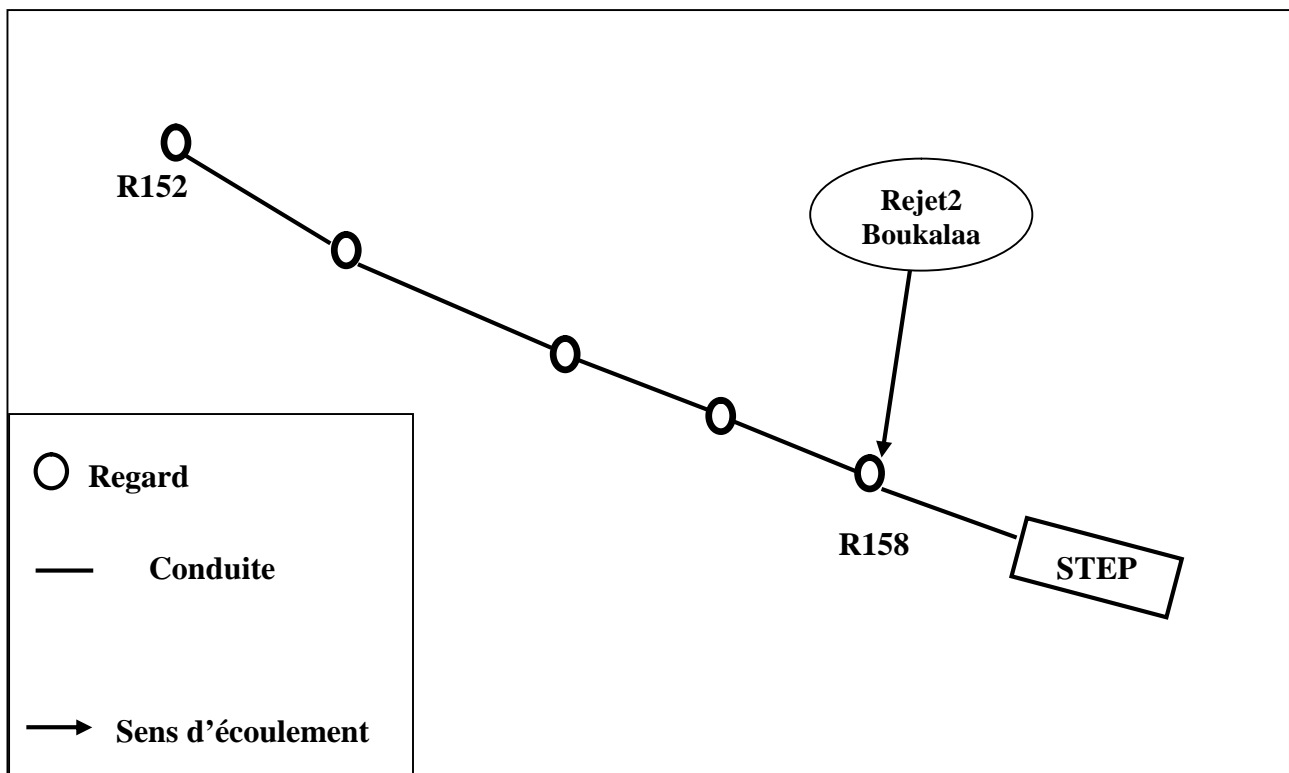 R152
Rejet2
Boukalaa
R158
STEP
Regard
Conduite
Sens d'écoulement